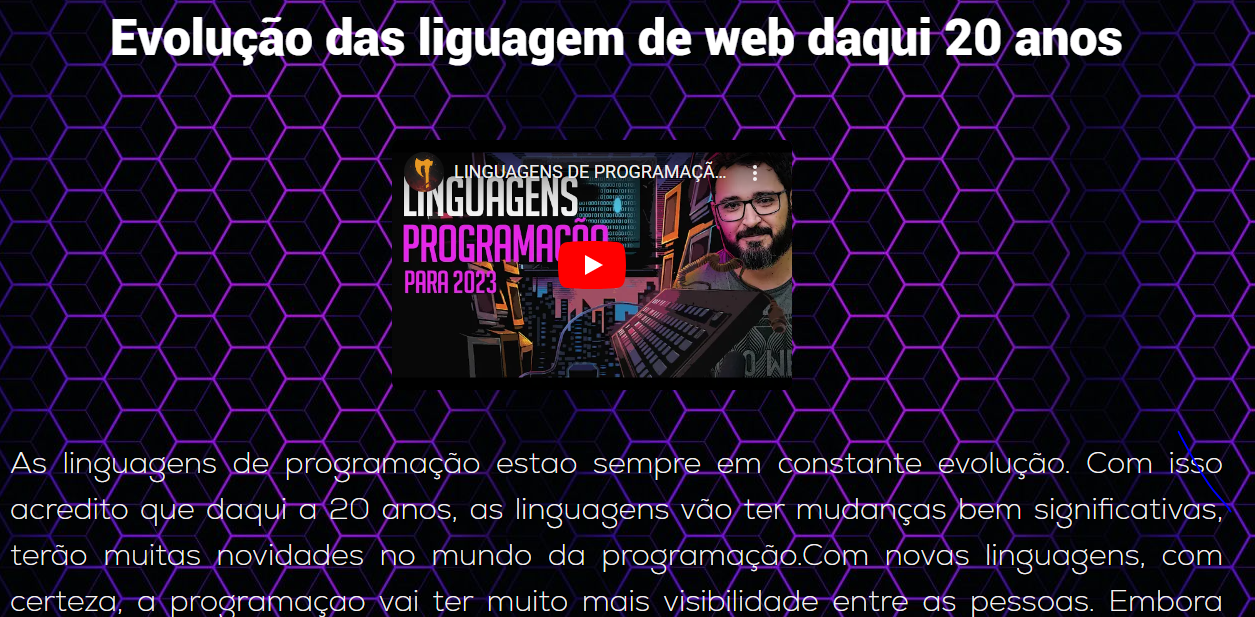 Evolução das liguagem de web daqui 20 anos
LINGUAGENS DE PROGRAMAÇÃ...
LINGUAGENS
PROGRAMAÇÃO
PARA 2023
As linguagens de programação estao sempre em constante evolução. Com isso
acredito que daqui a 20 anos, as linguagens vão ter mudanças bem significativas,
terão muitas novidades no mundo da programação.Com novas linguagens, com
certeza, a programaçao vai ter muito mais visibilidade entre as pessoas. Embora